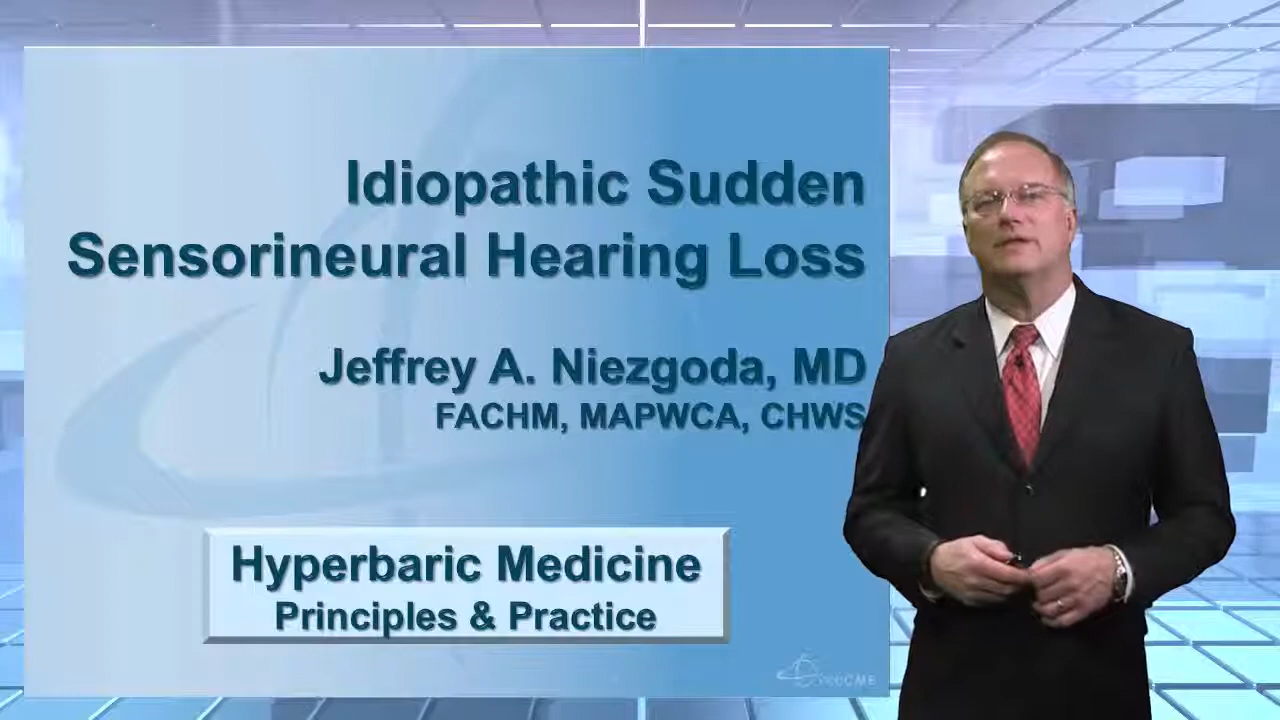 Idiopathic Sudden
Sensorineural Hearing Loss
Jeffrey A. Niezgoda, MD
FACHM, MAPWCA, CHWS
Hyperbaric Medicine
Principles & Practice